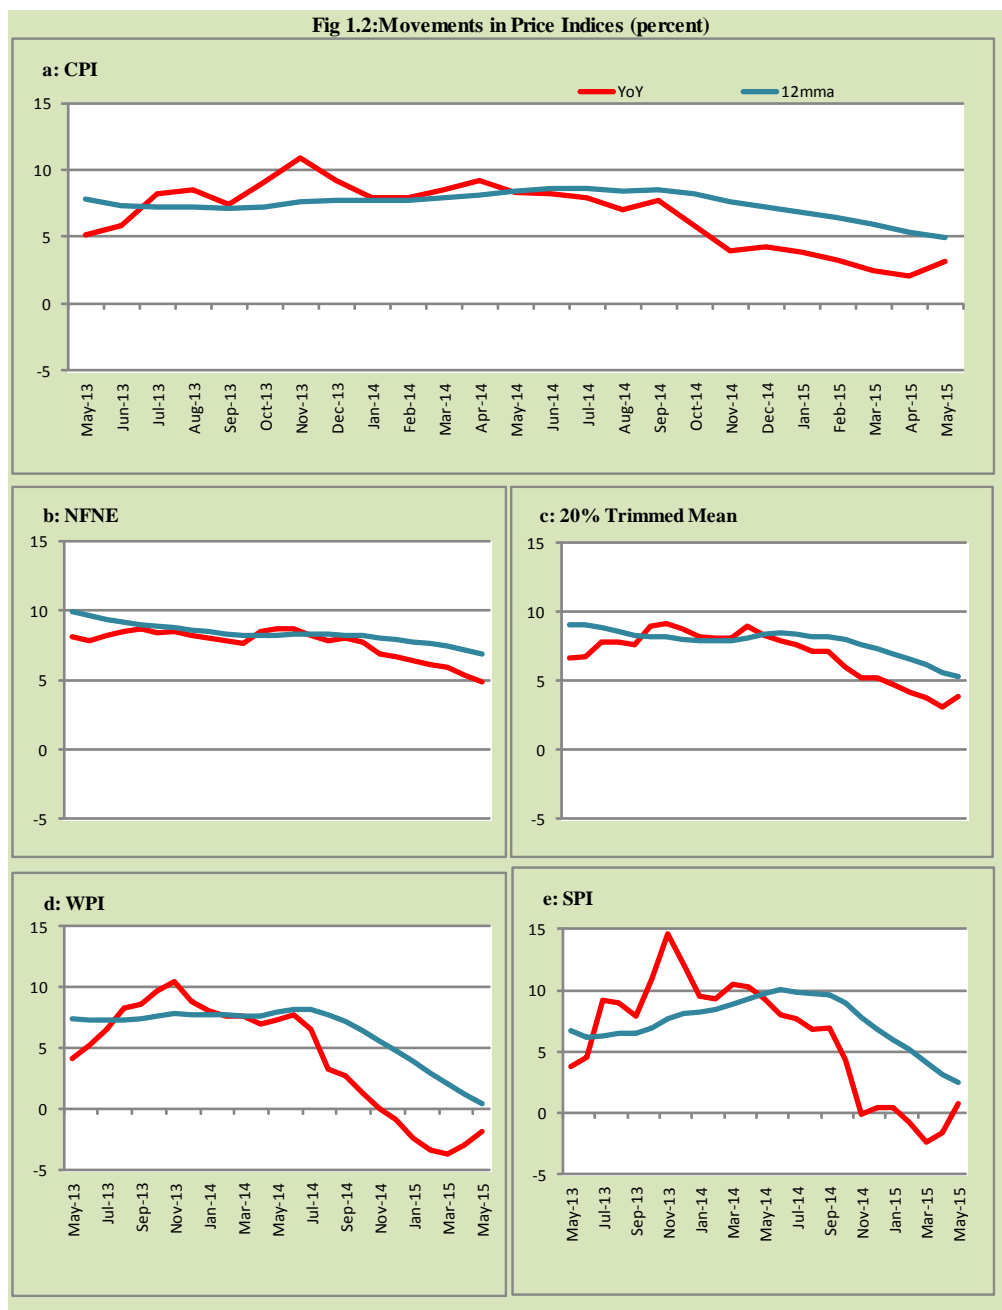 Fig 1.2:Movements in Price Indices (percent)
a: CPI
YoY 12mma
15
10
5
0
-5
May-13 Jun-13 Jul-13 Aug-13 Sep-13 Oct-13 Nov-13 Dec-13 Jan-14 Feb-14 Mar-14 Apr-14 May-14 Jun-14 Jul-14 Aug-14 Sep-14 Oct-14 Nov-14 Dec-14 Jan-15 Feb-15 Mar-15 Apr-15 May-15
b: NFNE
15
10
5
0
-5
c: 20% Trimmed Mean
15
10
5
0
-5
d: WPI
15
10
5
0
-5
May-13 Jul-13 Sep-13 Nov-13 Jan-14 Mar-14 May-14 Jul-14 Sep-14 Nov-14 Jan-15 Mar-15 May-15
e: SPI
15
10
5
0
-5
May-13 Jul-13 Sep-13 Nov-13 Jan-14 Mar-14 May-14 Jul-14 Sep-14 Nov-14 Jan-15 Mar-15 May-15